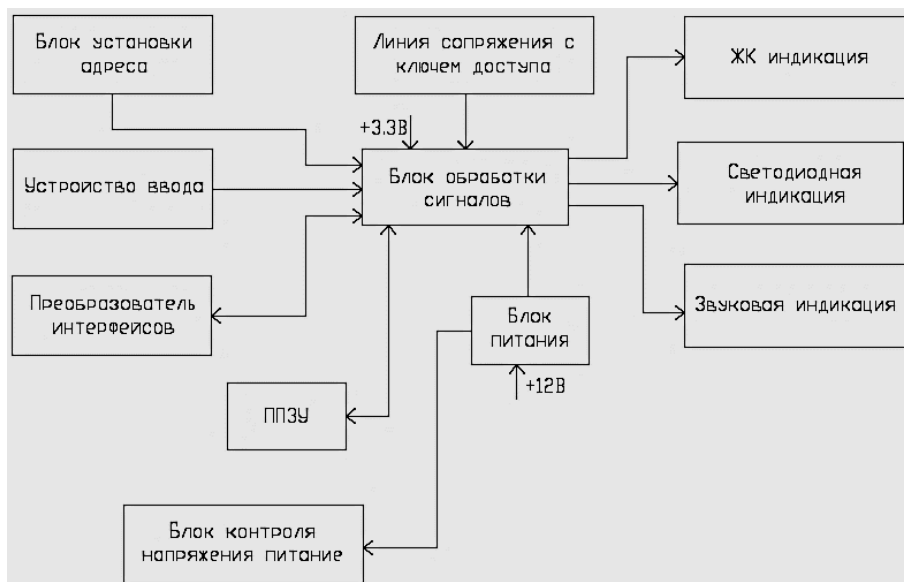 Блок установки
адреса
Линия сопряжения с
ключем доступа
ЖК индикация
+3.3В
Устройство ввода
Блок обработки
сигналов
Светодиодная
индикация
Преобразователь
интерфейсов
Блок
питания
Звуковая индикация
+12В
ППЗУ
Блок контроля
напряжения питание